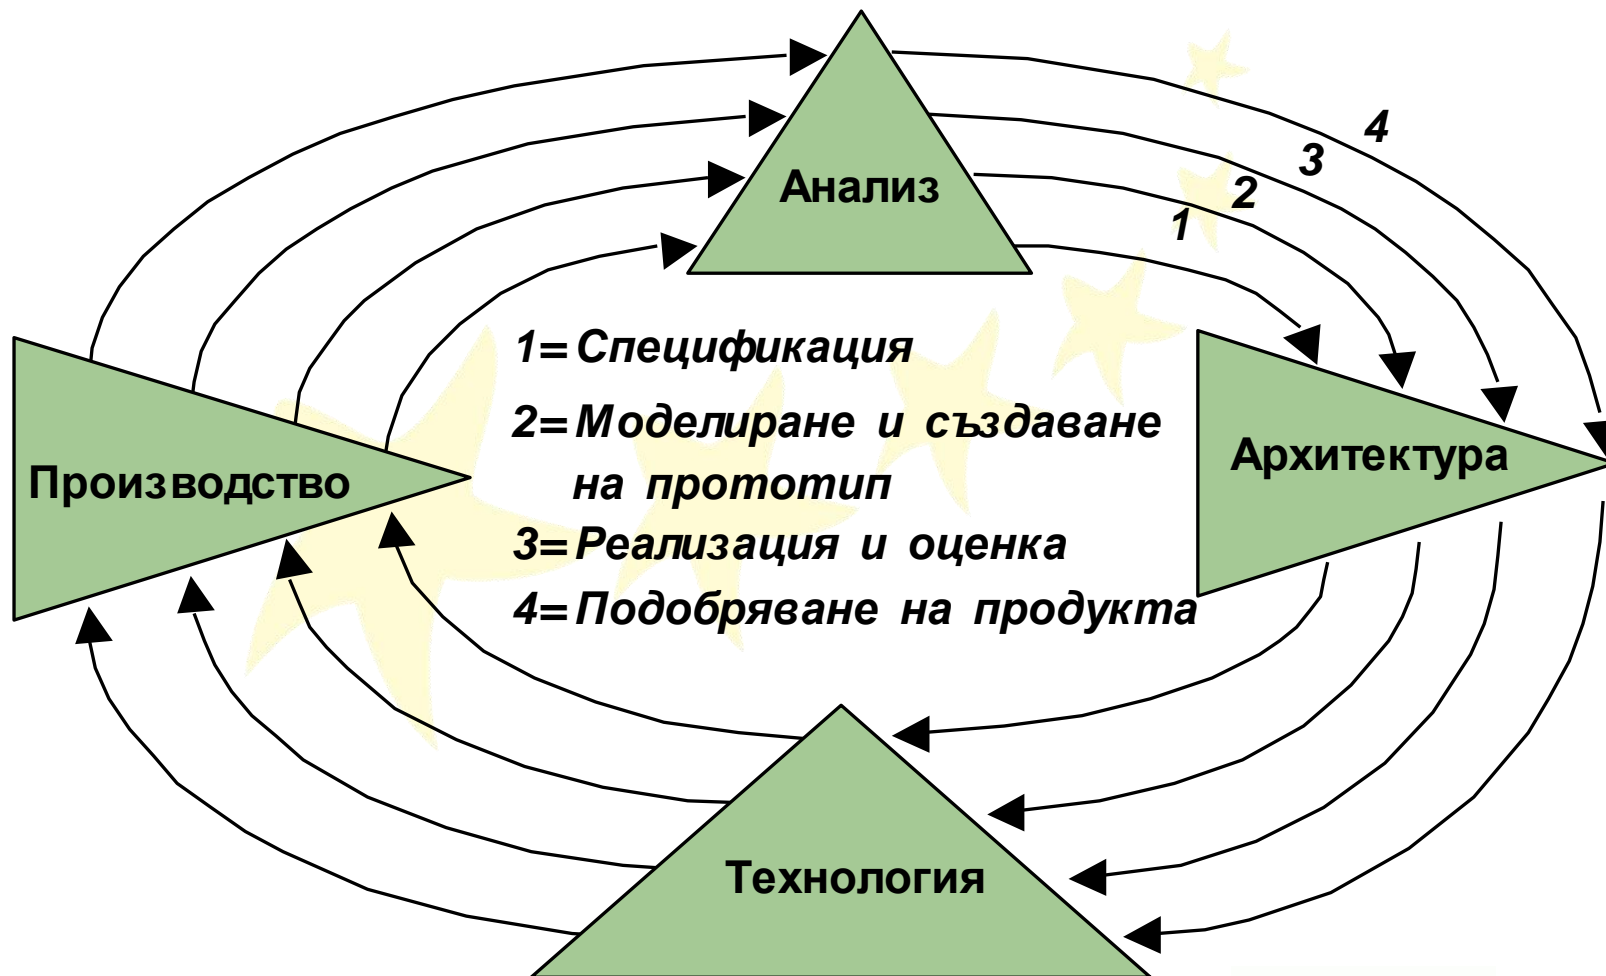 4
3
2
1
Анализ
1= Спецификация
2= Моделиране и създаване
на прототип
3= Реализация и оценка
4= Подобряване на продукта
Производство
Архитектура
Технология